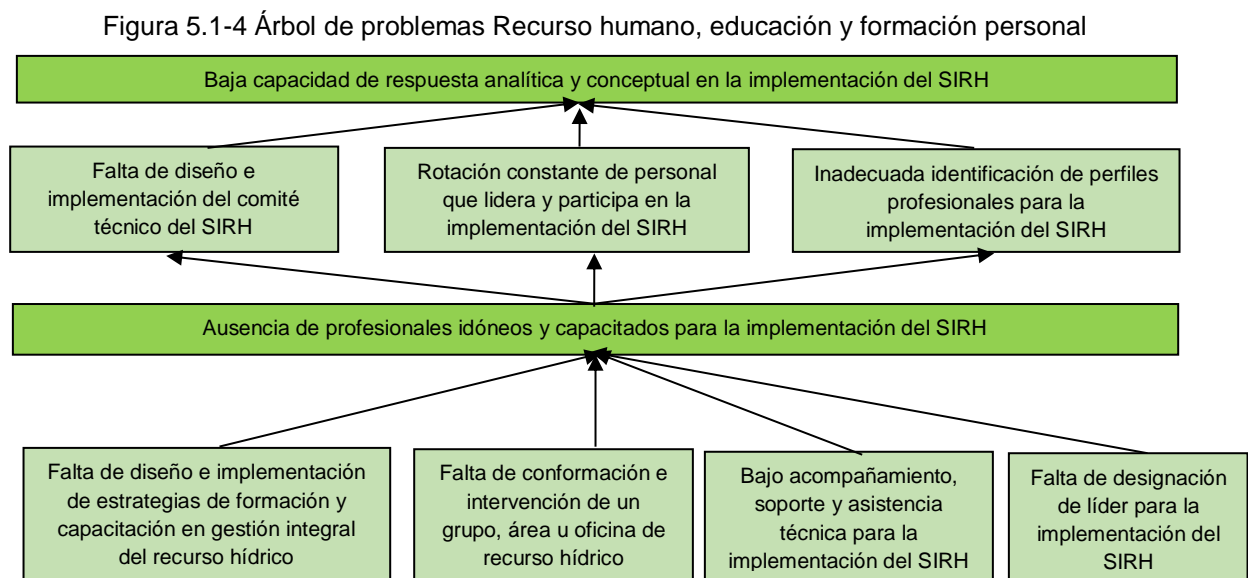 Figura 5.1-4 Árbol de problemas Recurso humano, educación y formación personal
Baja capacidad de respuesta analítica y conceptual en la implementación del SIRH
Falta de diseño e
implementación del comité
técnico del SIRH
Rotación constante de personal
que lidera y participa en la
implementación del SIRH
Inadecuada identificación de perfiles
profesionales para la
implementación del SIRH
Ausencia de profesionales idóneos y capacitados para la implementación del SIRH
Falta de diseño e implementación
de estrategias de formación y
capacitación en gestión integral
del recurso hídrico
Falta de conformación e
intervención de un
grupo, área u oficina de
recurso hídrico
Bajo acompañamiento,
soporte y asistencia
técnica para la
implementación del SIRH
Falta de designación
de líder para la
implementación del
SIRH